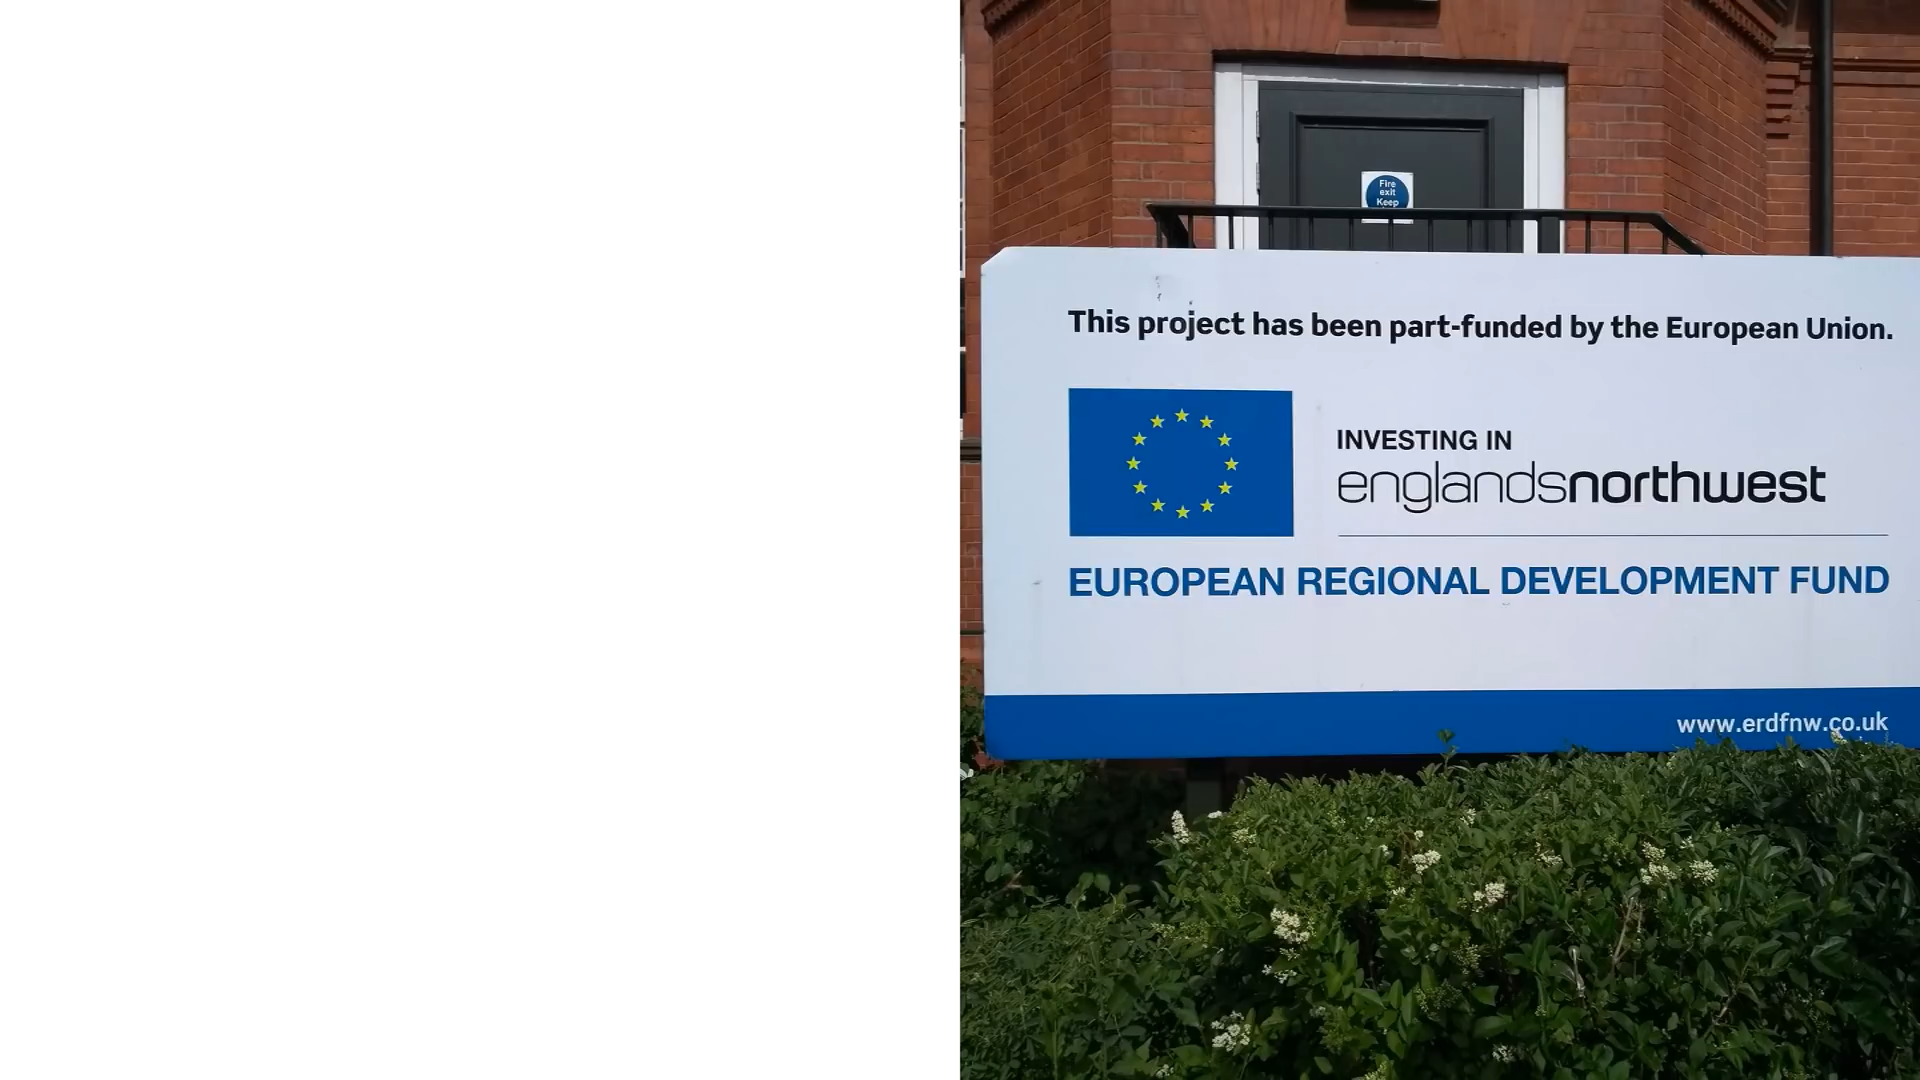 Fire
exit
Keep
This project has been part-funded by the European Union.
INVESTING IN
englandsnorthwest
EUROPEAN REGIONAL DEVELOPMENT FUND
www.erdfnw.co.uk